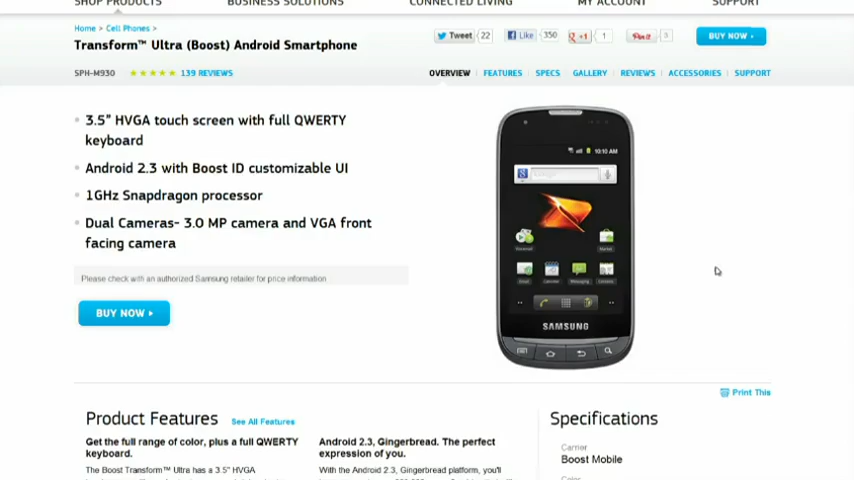 SHOP PRODUCTS BUSINESS SOLUTIONS CONNECTED LIVING MY ACCOUNT SUPPORT
Home > Cell Phones >
Transform™ Ultra (Boost) Android Smartphone
Tweet 22 Like 350 +1 1 Pin it 3 BUY NOW
SPH-M930 139 REVIEWS
OVERVIEW FEATURES SPECS GALLERY REVIEWS ACCESSORIES SUPPORT
3.5" HVGA touch screen with full QWERTY
keyboard
Android 2.3 with Boost ID customizable UI
1GHz Snapdragon processor
Dual Cameras- 3.0 MP camera and VGA front
facing camera
Please check with an authorized Samsung retailer for price information
BUY NOW
10:10 AM
SAMSUNG
Print This
Product Features See All Features
Get the full range of color, plus a full QWERTY
keyboard.
The Boost Transform™ Ultra has a 3.5" HVGA
Android 2.3, Gingerbread. The perfect
expression of you.
With the Android 2.3, Gingerbread platform, you'll
Specifications
Carrier
Boost Mobile
Color